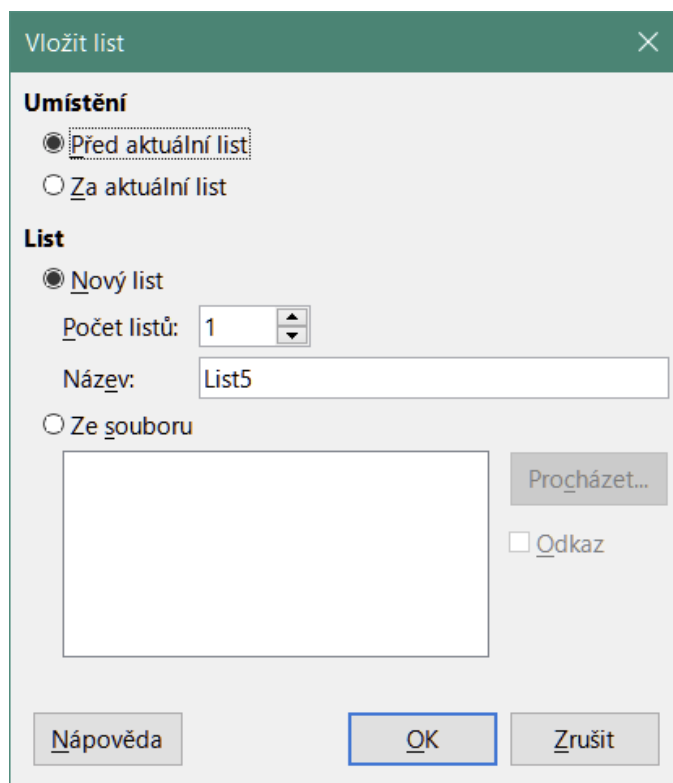 Vložit list
Umístění
Před aktuální list
Za aktuální list
List
Nový list
Počet listů: 1
Název: List5
Ze souboru
Procházet...
Odkaz
Nápověda OK Zrušit